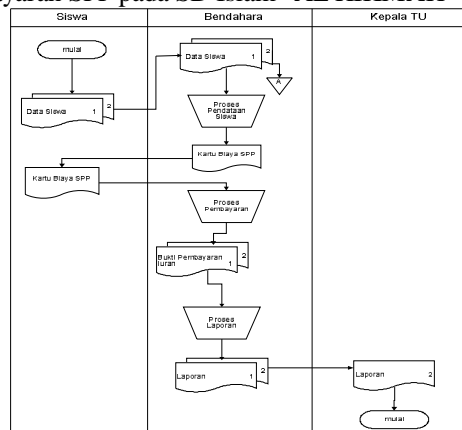 yaran SPP pada SD Islam "AL HIKMAH"
Siswa
Bendahara
Kepala TU
mulai
Data Siswa 1
2
Data Siswa
2
A
Proses
Pendataan
Siswa
Kartu Biaya SPP
Kartu Biaya SPP
Proses
Pembayaran
Bukti Pembayaran
Iuran 1
2
Proses
Laporan
Laporan 1
2
Laporan 2
mulai